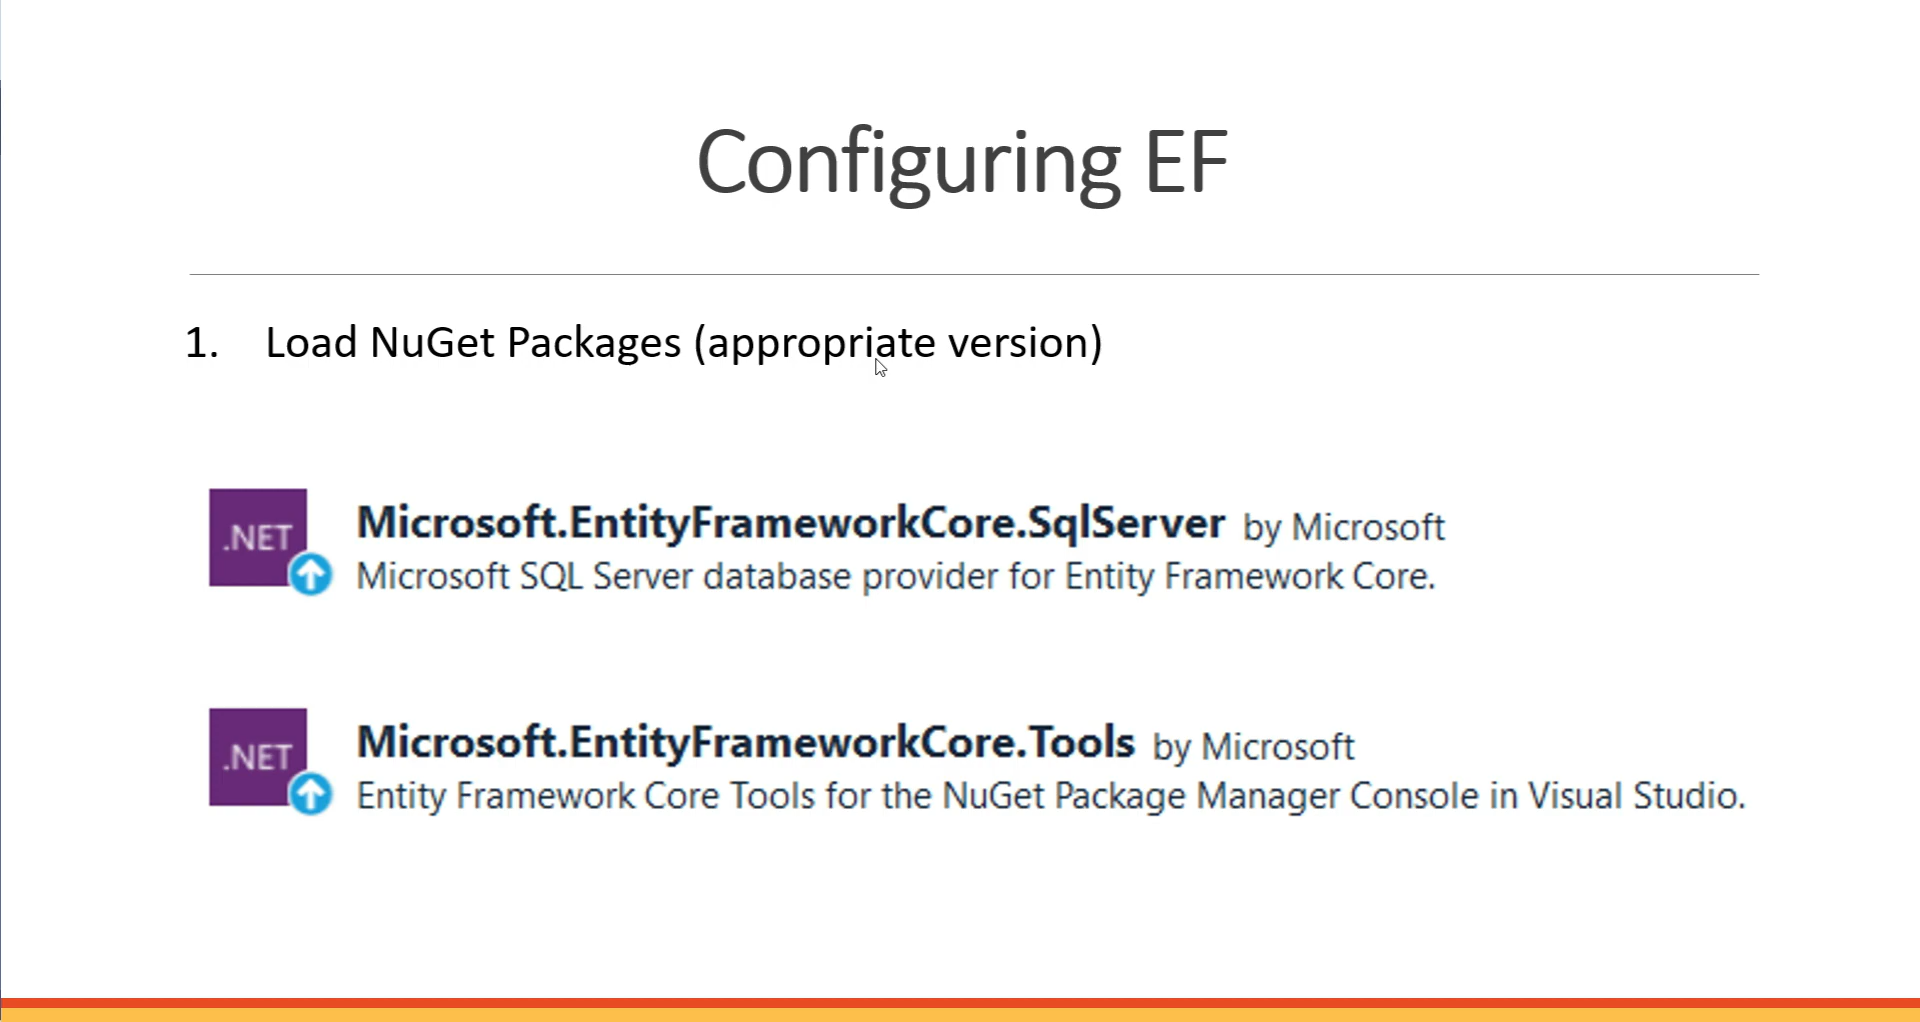 Configuring EF
1. Load NuGet Packages (appropriate version)
.NET
Microsoft.EntityFrameworkCore.SqlServer by Microsoft
Microsoft SQL Server database provider for Entity Framework Core.
.NET
Microsoft.EntityFrameworkCore.Tools by Microsoft
Entity Framework Core Tools for the NuGet Package Manager Console in Visual Studio.